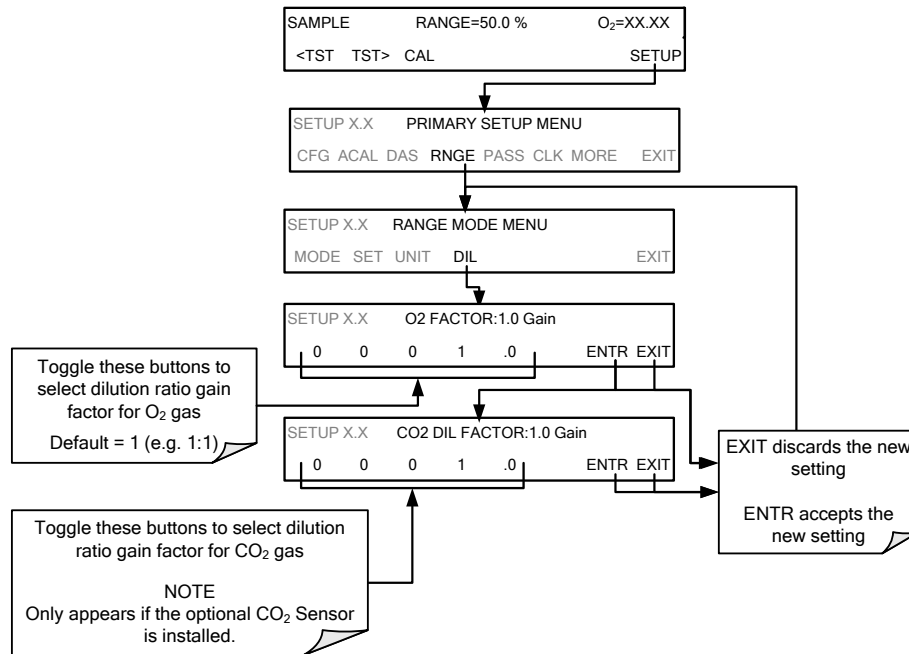 SAMPLE RANGE=50.0 % O₂=XX.XX
<TST TST> CAL SETUP
SETUP X.X PRIMARY SETUP MENU
CFG ACAL DAS RNGE PASS CLK MORE EXIT
SETUP X.X RANGE MODE MENU
MODE SET UNIT DIL EXIT
SETUP X.X O2 FACTOR:1.0 Gain
0 0 0 1 .0 ENTR EXIT
Toggle these buttons to
select dilution ratio gain
factor for O₂ gas
Default = 1 (e.g. 1:1)
SETUP X.X CO2 DIL FACTOR:1.0 Gain
0 0 0 1 .0 ENTR EXIT
EXIT discards the new
setting
ENTR accepts the
new setting
Toggle these buttons to select dilution
ratio gain factor for CO₂ gas
NOTE
Only appears if the optional CO₂ Sensor
is installed.